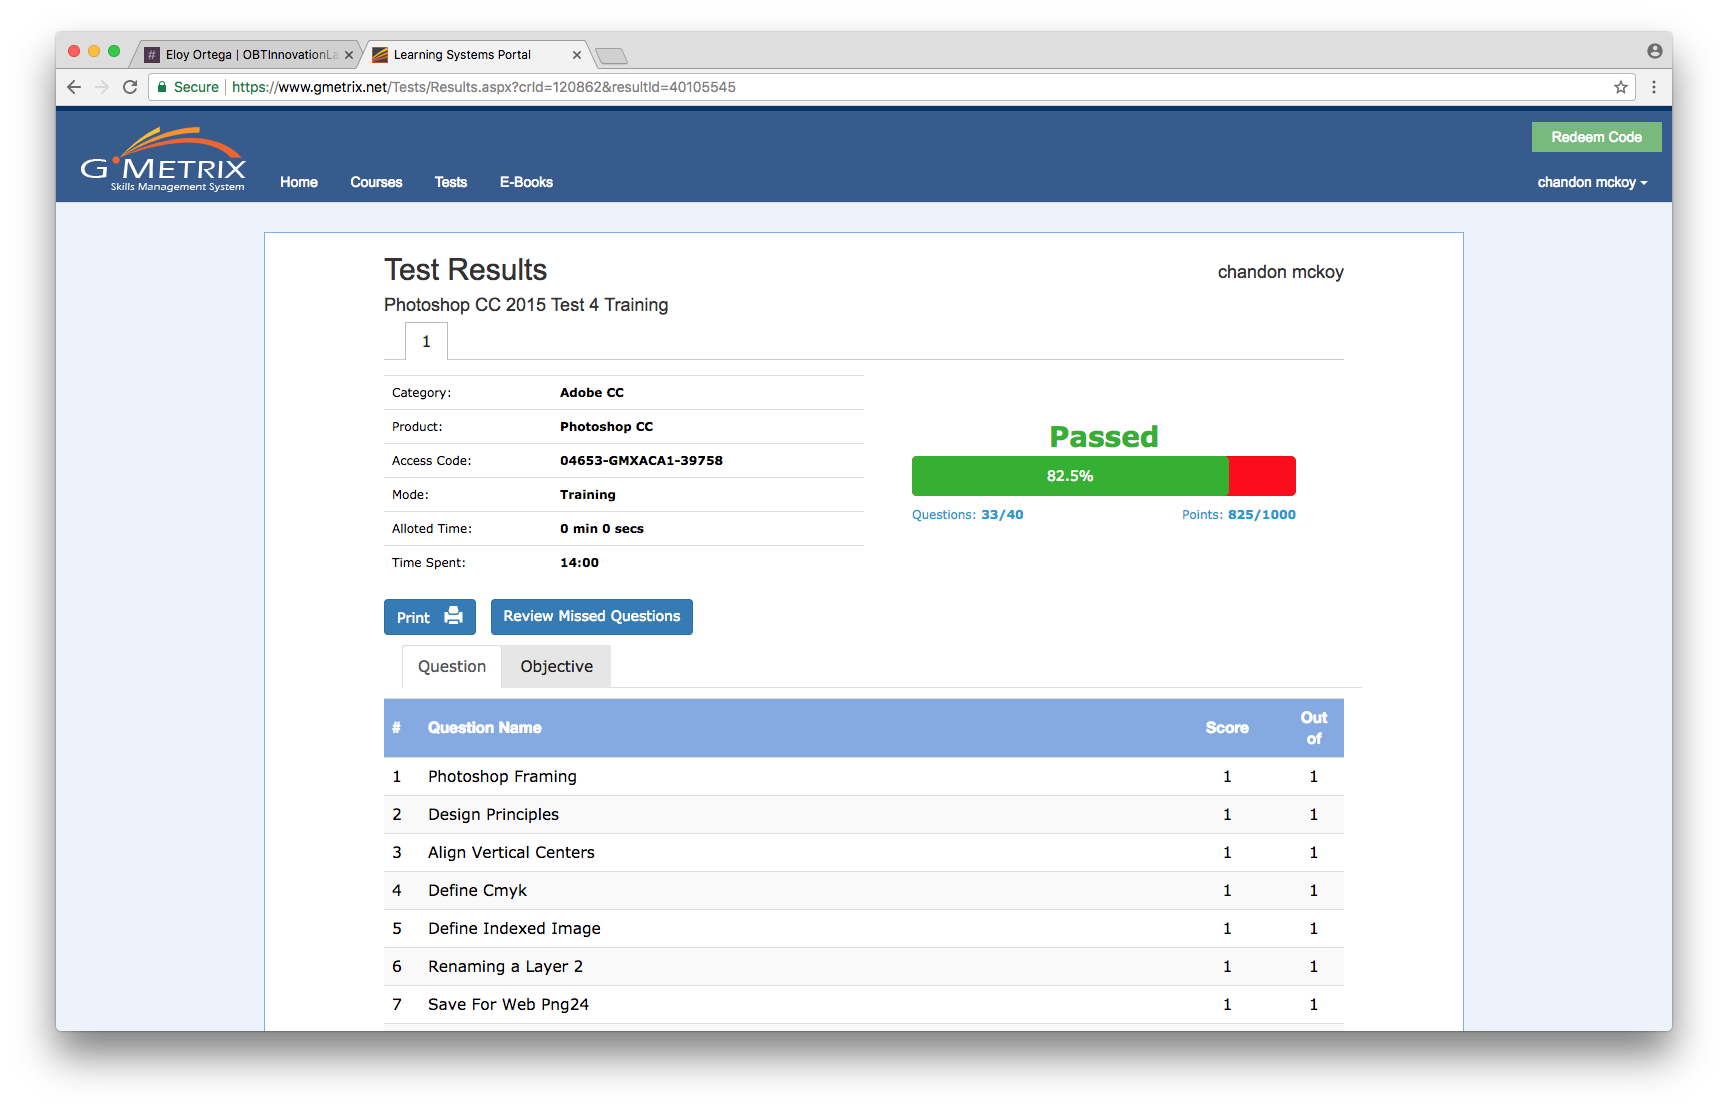 # Eloy Ortega | OBTInnovationLa
Learning Systems Portal
Secure https://www.gmetrix.net/Tests/Results.aspx?crId=120862&resultId=40105545
Redeem Code
G METRIX
Skills Management System
Home Courses Tests E-Books
chandon mckoy
Test Results
chandon mckoy
Photoshop CC 2015 Test 4 Training
1
Category: Adobe CC
Product: Photoshop CC
Access Code: 04653-GMXACA1-39758
Mode: Training
Alloted Time: 0 min 0 secs
Time Spent: 14:00
Passed
82.5%
Questions: 33/40 Points: 825/1000
Print Review Missed Questions
Question Objective
# Question Name Score Out of
1 Photoshop Framing 1 1
2 Design Principles 1 1
3 Align Vertical Centers 1 1
4 Define Cmyk 1 1
5 Define Indexed Image 1 1
6 Renaming a Layer 2 1 1
7 Save For Web Png24 1 1